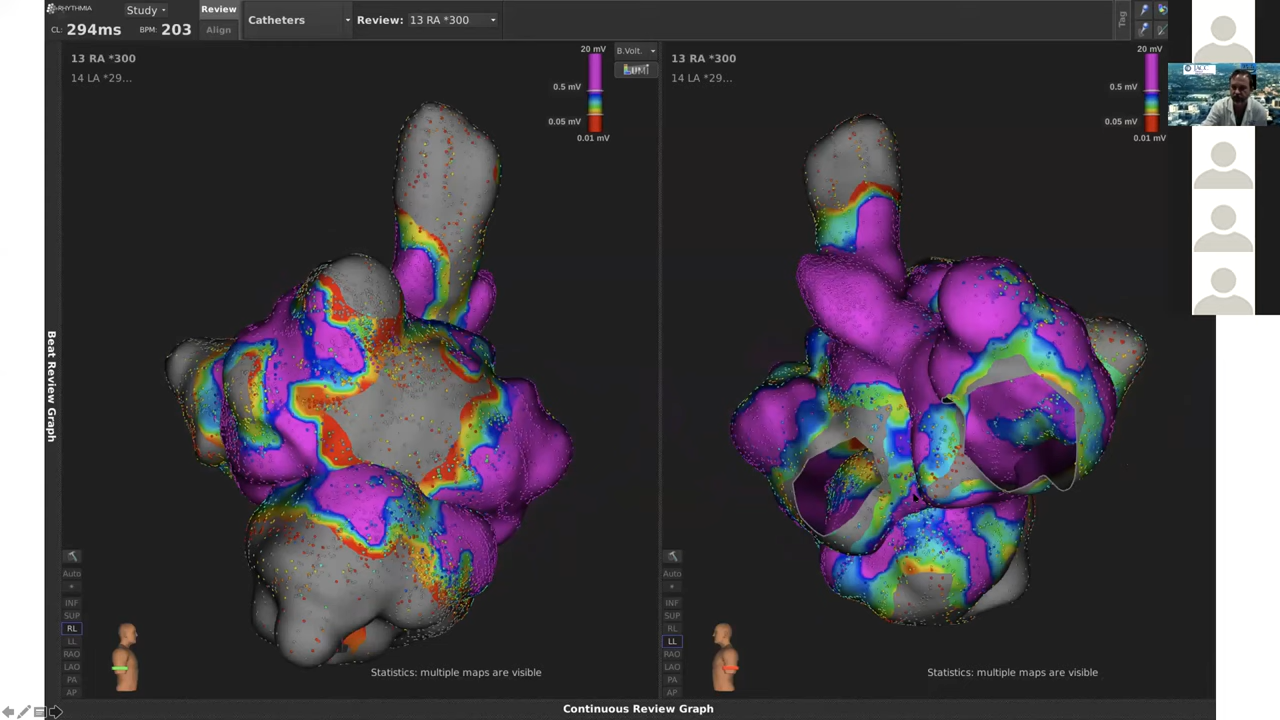 RHYTHMIA
Study
Review
CL: 294ms
BPM: 203
Align
Catheters
Review: 13 RA *300
Tag
13 RA *300
14 LA *29...
20 mV
0.5 mV
0.05 mV
0.01 mV
B.Volt.
13 RA *300
14 LA *29...
20 mV
0.5 mV
0.05 mV
0.01 mV
ACC
Beat Review Graph
Auto
INF
SUP
RL
LL
RAO
LAO
PA
AP
Statistics: multiple maps are visible
Auto
INF
SUP
RL
LL
RAO
LAO
PA
AP
Statistics: multiple maps are visible
Continuous Review Graph